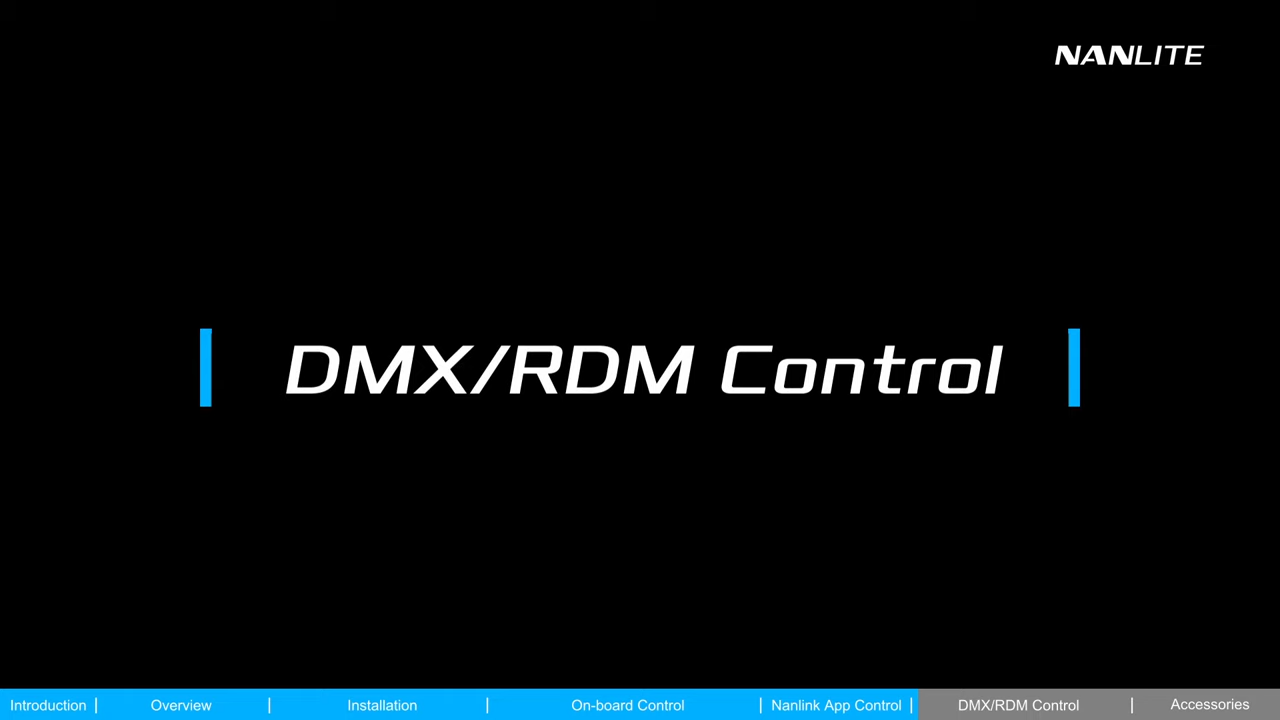 NANLITE
DMX/RDM Control
Introduction | Overview | Installation | On-board Control | Nanlink App Control | DMX/RDM Control | Accessories